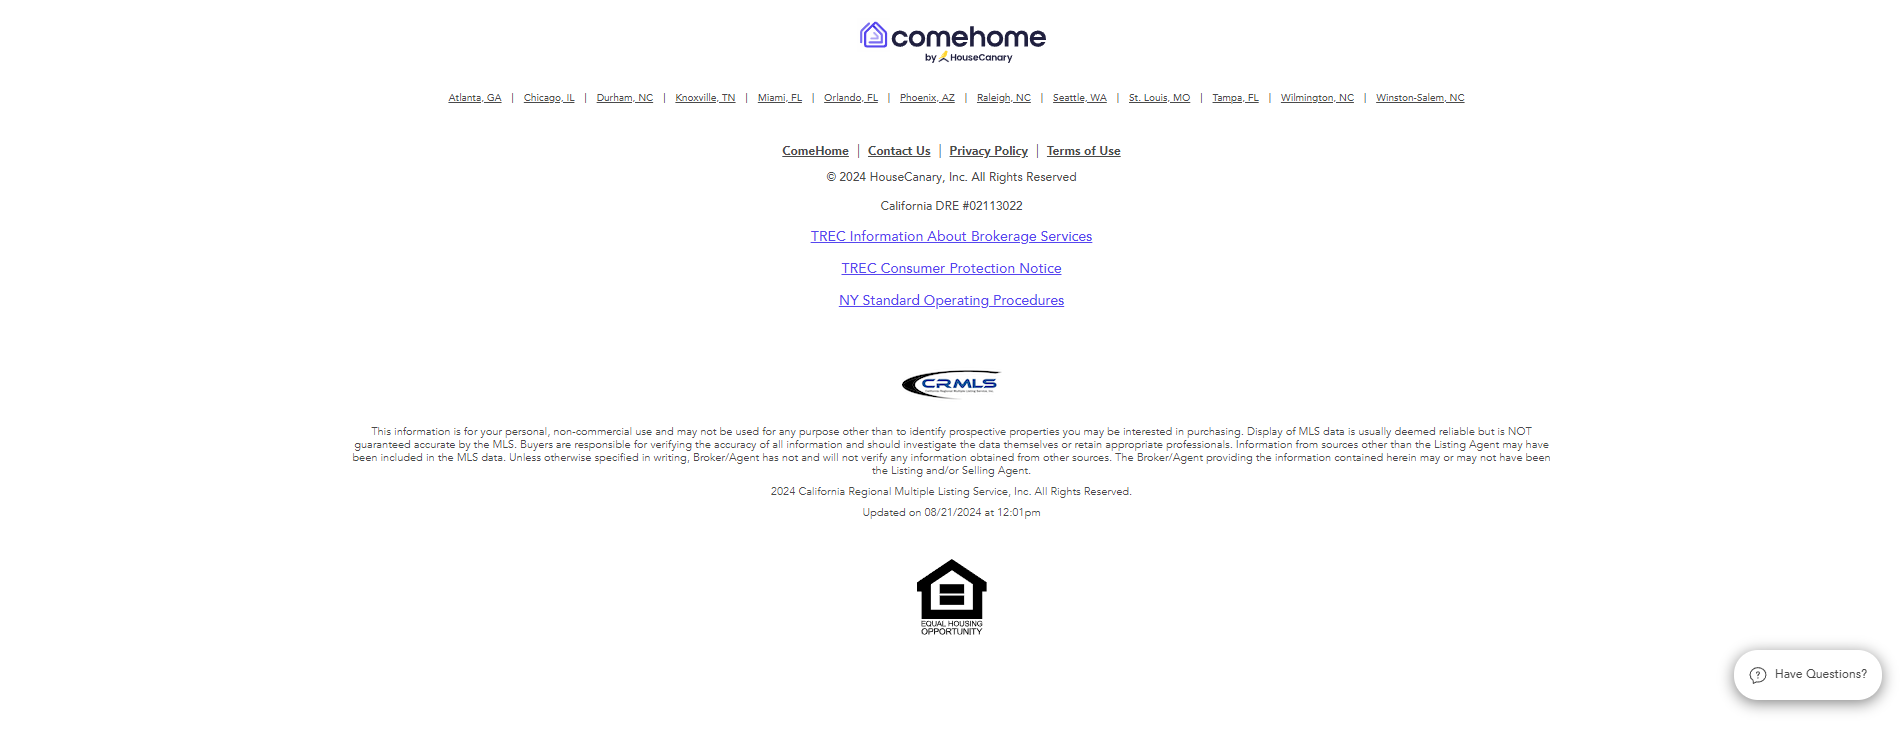 comehome
by HouseCanary
Atlanta, GA | Chicago, IL | Durham, NC | Knoxville, TN | Miami, FL | Orlando, FL | Phoenix, AZ | Raleigh, NC | Seattle, WA | St. Louis, MO | Tampa, FL | Wilmington, NC | Winston-Salem, NC
ComeHome | Contact Us | Privacy Policy | Terms of Use
© 2024 HouseCanary, Inc. All Rights Reserved
California DRE #02113022
TREC Information About Brokerage Services
TREC Consumer Protection Notice
NY Standard Operating Procedures
CRMLS
This information is for your personal, non-commercial use and may not be used for any purpose other than to identify prospective properties you may be interested in purchasing. Display of MLS data is usually deemed reliable but is NOT
guaranteed accurate by the MLS. Buyers are responsible for verifying the accuracy of all information and should investigate the data themselves or retain appropriate professionals. Information from sources other than the Listing Agent may have
been included in the MLS data. Unless otherwise specified in writing, Broker/Agent has not and will not verify any information obtained from other sources. The Broker/Agent providing the information contained herein may or may not have been
the Listing and/or Selling Agent.
2024 California Regional Multiple Listing Service, Inc. All Rights Reserved.
Updated on 08/21/2024 at 12:01pm
EQUAL HOUSING
OPPORTUNITY
Have Questions?